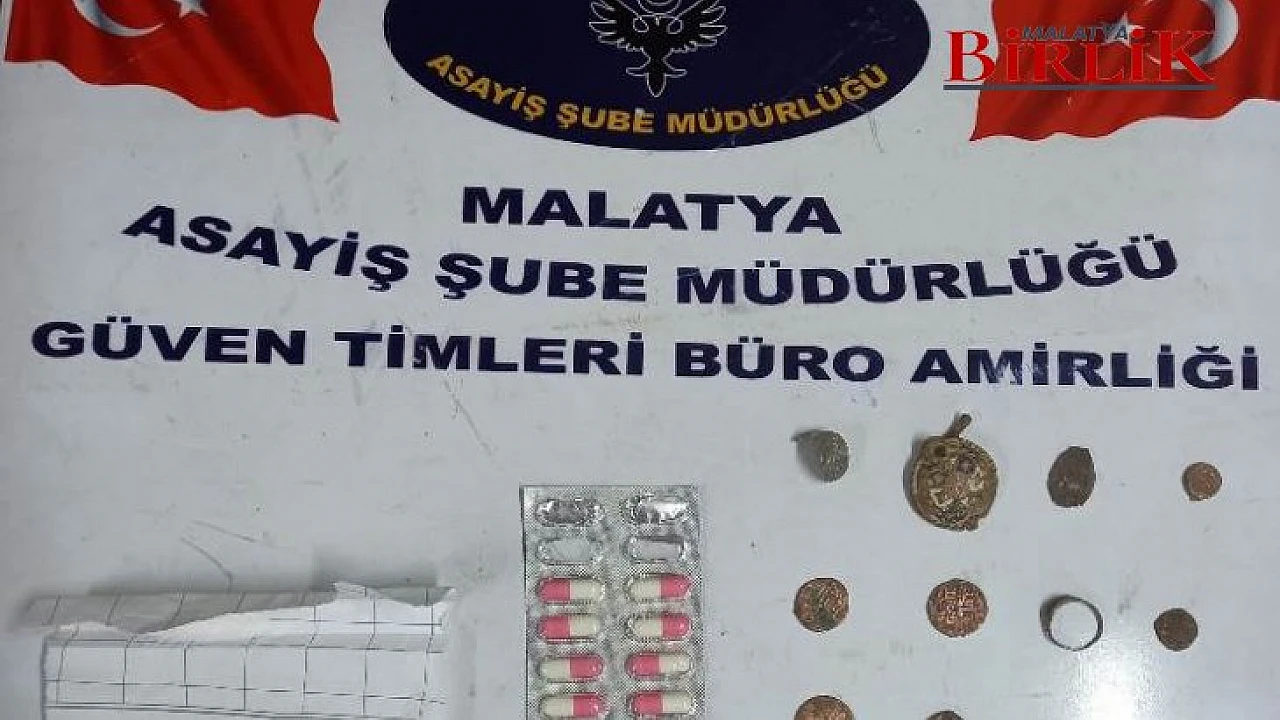 MALATYA
BİRLİK
ASAYİŞ ŞUBE MÜDÜRLÜĞÜ
MALATYA
ASAYİŞ ŞUBE MÜDÜRLÜĞÜ
GÜVEN TİMLERİ BÜRO AMİRLİĞİ